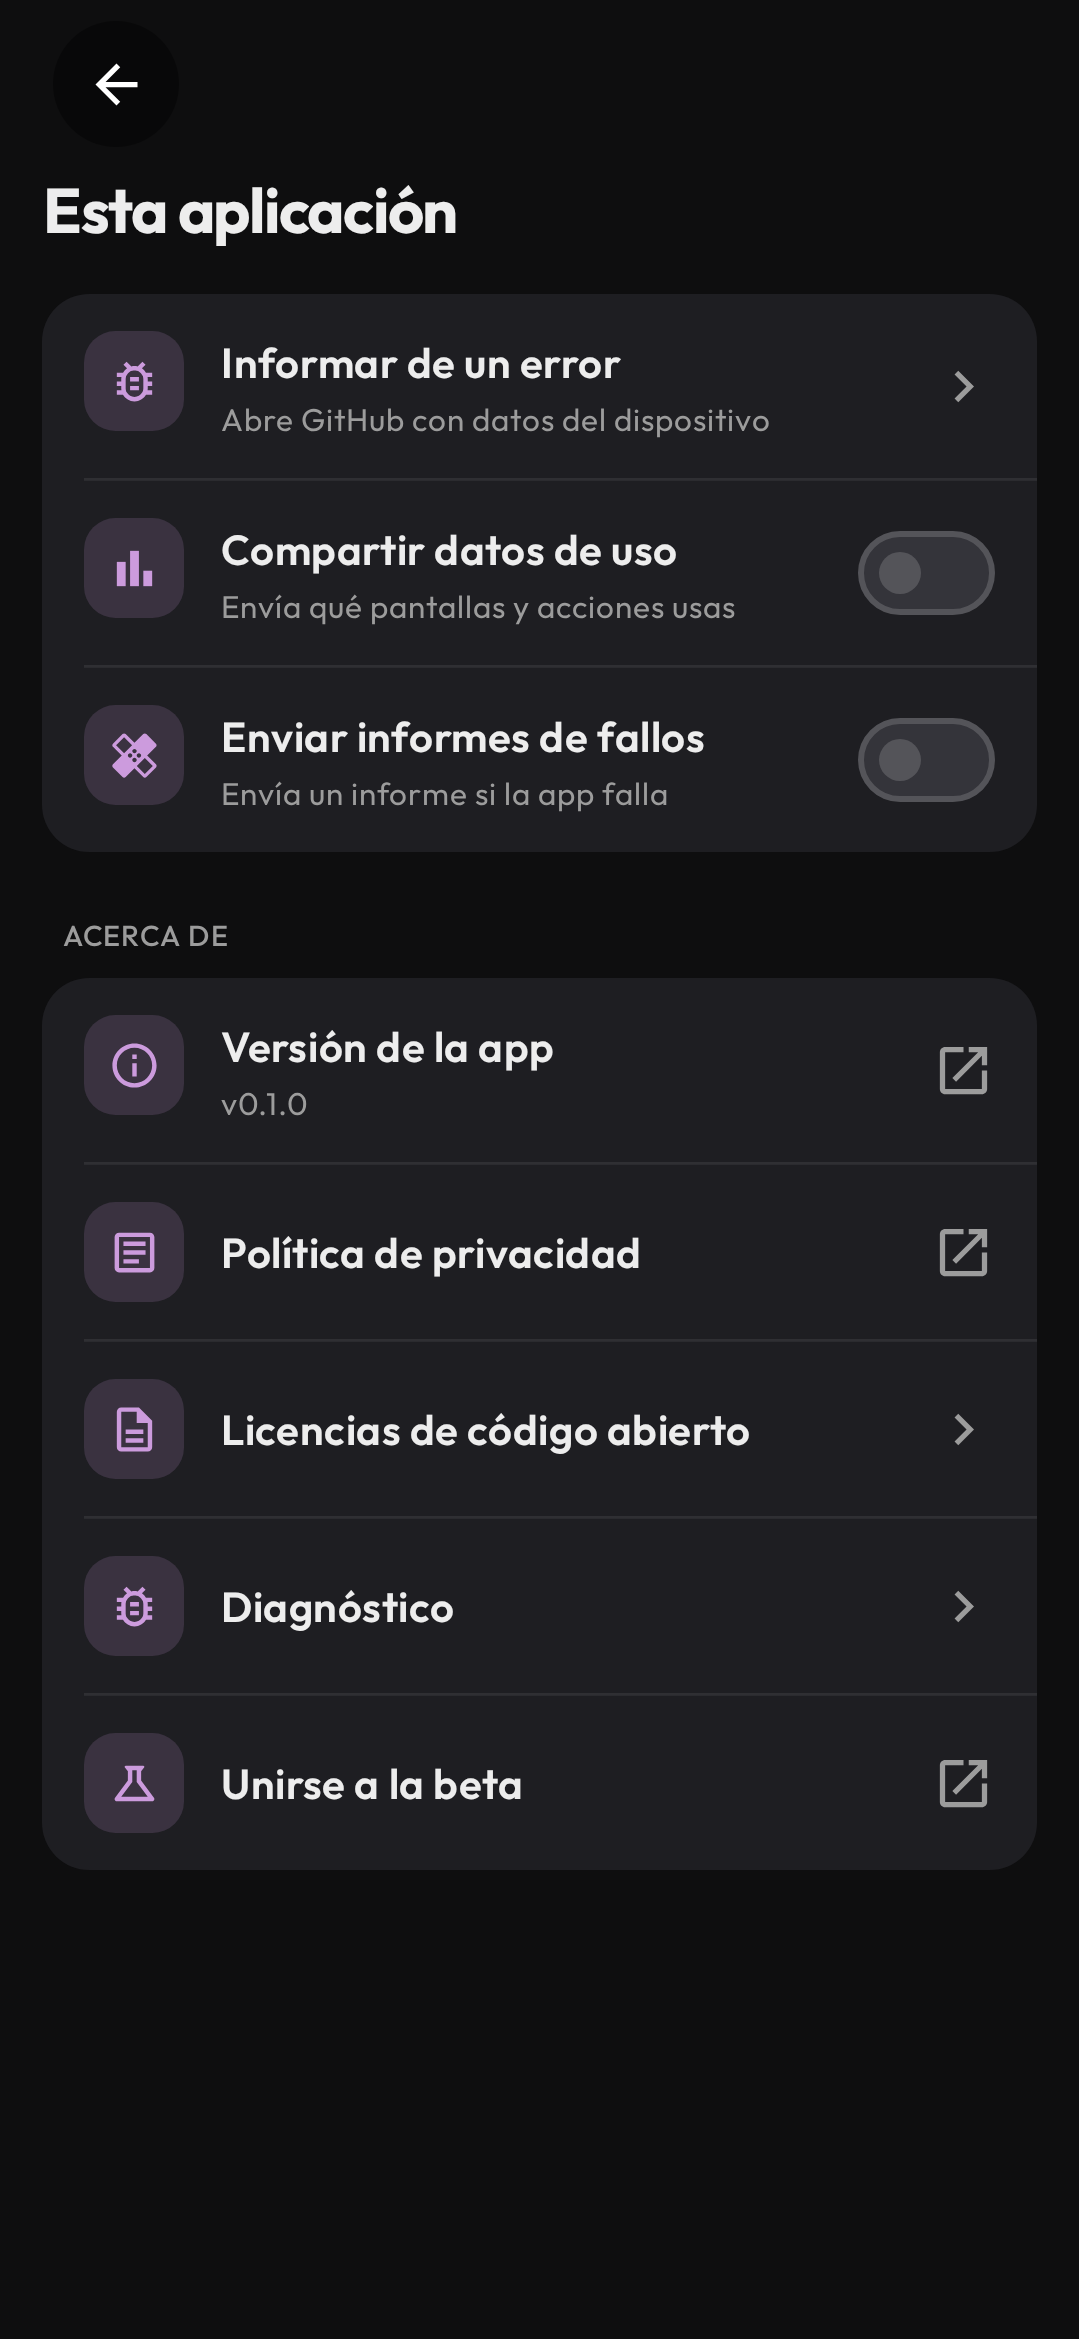 Esta aplicación
Informar de un error
Abre GitHub con datos del dispositivo
Compartir datos de uso
Envía qué pantallas y acciones usas
Enviar informes de fallos
Envía un informe si la app falla
ACERCA DE
Versión de la app
v0.1.0
Política de privacidad
Licencias de código abierto
Diagnóstico
Unirse a la beta